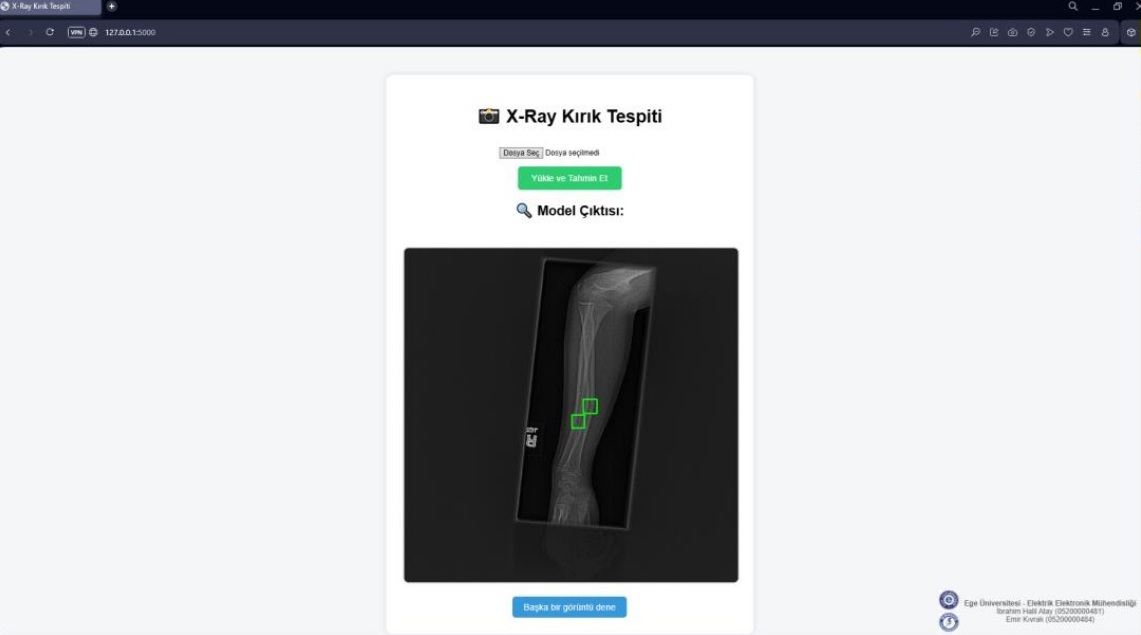 X-Ray Kırık Tespiti
VPN
127.0.0.1:5000
X-Ray Kırık Tespiti
Dosya Seç Dosya seçilmedi
Yükle ve Tahmin Et
Model Çıktısı:
Başka bir görüntü dene
Ege Üniversitesi - Elektrik Elektronik Mühendisliği
İbrahim Halil Atay (05200000481)
Emir Kıvrak (05200000484)